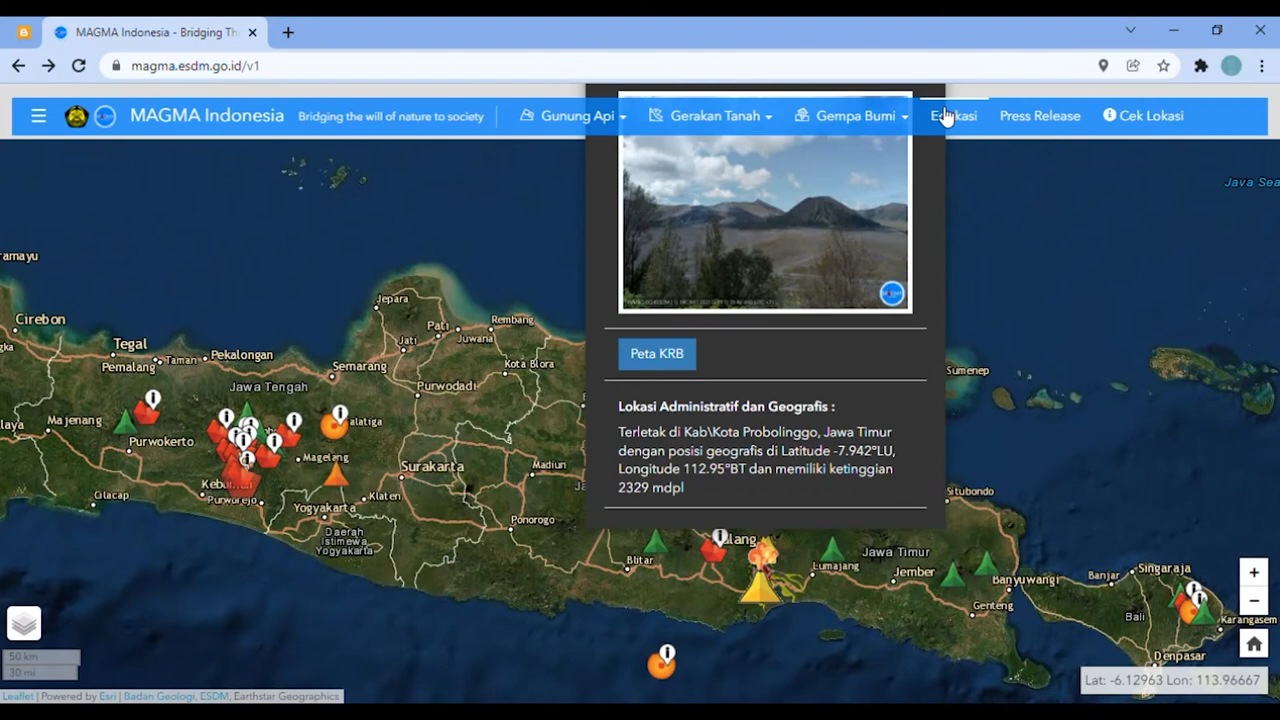 MAGMA Indonesia - Bridging Th
magma.esdm.go.id/v1
MAGMA Indonesia
Bridging the will of nature to society
Gunung Api
Gerakan Tanah
Gempa Bumi
Edukasi
Press Release
Cek Lokasi
Java Sea
Jepara
Cirebon
Pati
Rembang
Juwana
Tegal
Taman
Pekalongan
Semarang
Jati
Kota Blora
Pemalang
Jawa Tengah
Purwodadi
Sumenep
Majenang
Purwokerto
Magelang
Surakarta
Madiun
Cilacap
Purworejo
Klaten
Yogyakarta
Ponorogo
Daerah
Istimewa
Yogyakarta
Peta KRB
Lokasi Administratif dan Geografis :
Terletak di Kab\Kota Probolinggo, Jawa Timur
dengan posisi geografis di Latitude -7.942°LU,
Longitude 112.95°BT dan memiliki ketinggian
2329 mdpl
Situbondo
Blitar
Lumajang
Jawa Timur
Jember
Banyuwangi
Genteng
Banjar
Singaraja
Bali
Karangasem
Denpasar
+
−
50 km
30 mi
Lat: -6.12963 Lon: 113.96667
Leaflet | Powered by Esri | Badan Geologi, ESDM, Earthstar Geographics